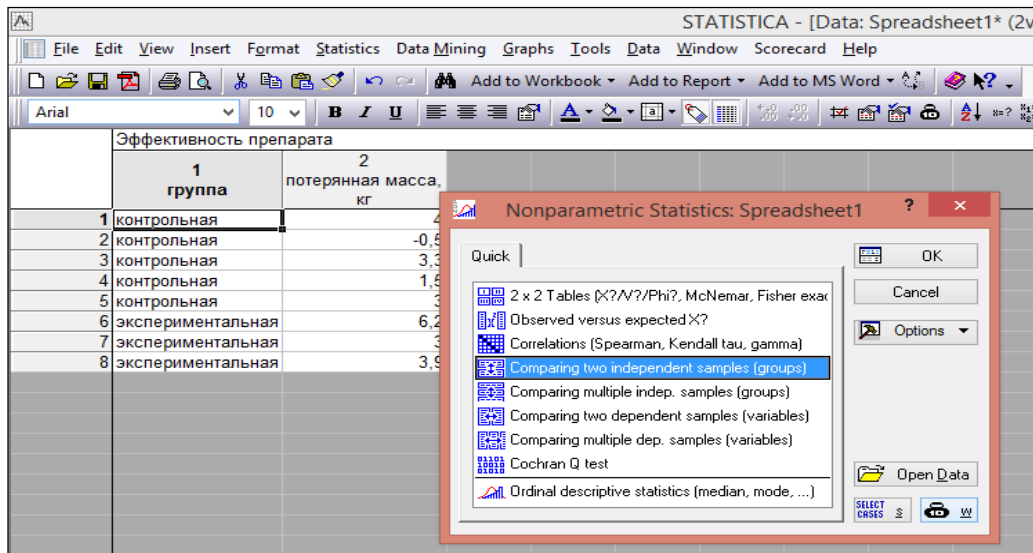 STATISTICA - [Data: Spreadsheet1* (2v
File Edit View Insert Format Statistics Data Mining Graphs Tools Data Window Scorecard Help
Add to Workbook Add to Report Add to MS Word
Arial 10 B I U
Эффективность препарата
1 группа
2 потерянная масса, кг
1 контрольная 4
2 контрольная -0,5
3 контрольная 3,3
4 контрольная 1,5
5 контрольная 3
6 экспериментальная 6,2
7 экспериментальная 3
8 экспериментальная 3,9
Nonparametric Statistics: Spreadsheet1 ? ×
Quick
2 x 2 Tables (X?/V?/Phi?, McNemar, Fisher exac
Observed versus expected X?
Correlations (Spearman, Kendall tau, gamma)
Comparing two independent samples (groups)
Comparing multiple indep. samples (groups)
Comparing two dependent samples (variables)
Comparing multiple dep. samples (variables)
Cochran Q test
Ordinal descriptive statistics (median, mode, ...)
OK
Cancel
Options
Open Data
SELECT CASES S
W